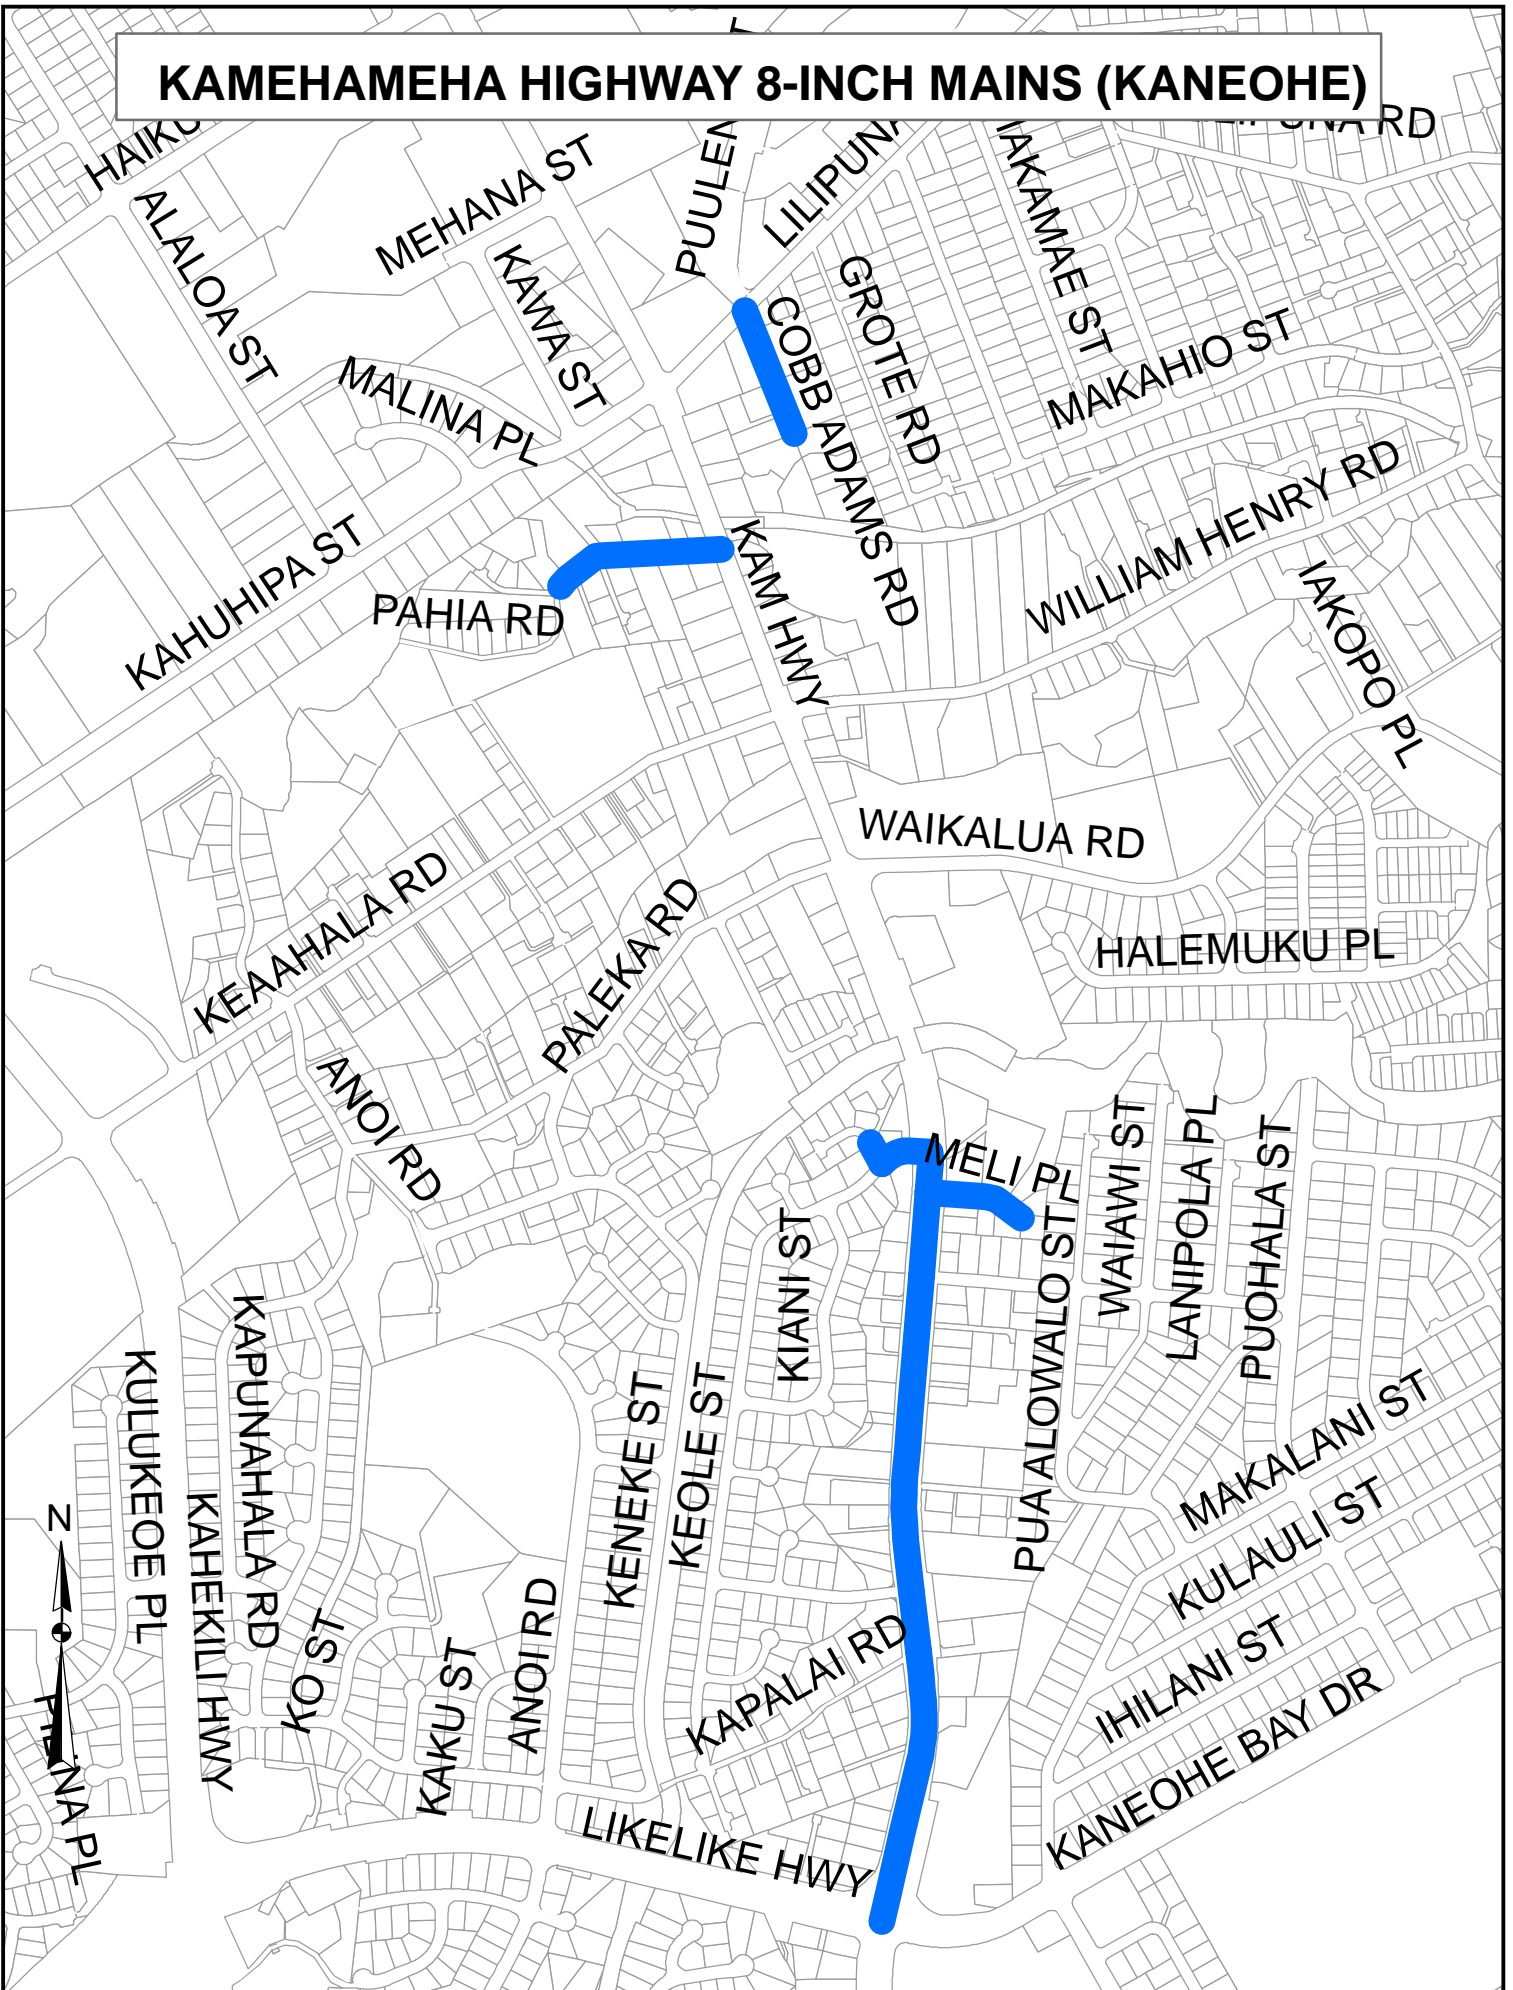 KAMEHAMEHA HIGHWAY 8-INCH MAINS (KANEOHE)
RD
MEHANA ST
ALALOA ST
KAWA ST
GROTE RD
COBB ADAMS RD
MAKAHIO ST
MALINA PL
WILLIAM HENRY RD
KAHUHIPA ST
PAHIA RD
KAM HWY
IAKOPO PL
WAIKALUA RD
KEAAHALA RD
PALEKA RD
HALEMUKU PL
ANOI RD
MELI PL
WAIAWI ST
LANIPOLA PL
PUOHALA ST
KIANI ST
PUA ALOWALO ST
KAPUNAHALA RD
KULUKEOE PL
KENEKE ST
KEOLE ST
MAKALANI ST
KULAULI ST
N
KAHEKILI HWY
KO ST
KAKU ST
ANOI RD
KAPALAI RD
IHILANI ST
KANEOHE BAY DR
LIKELIKE HWY
PL